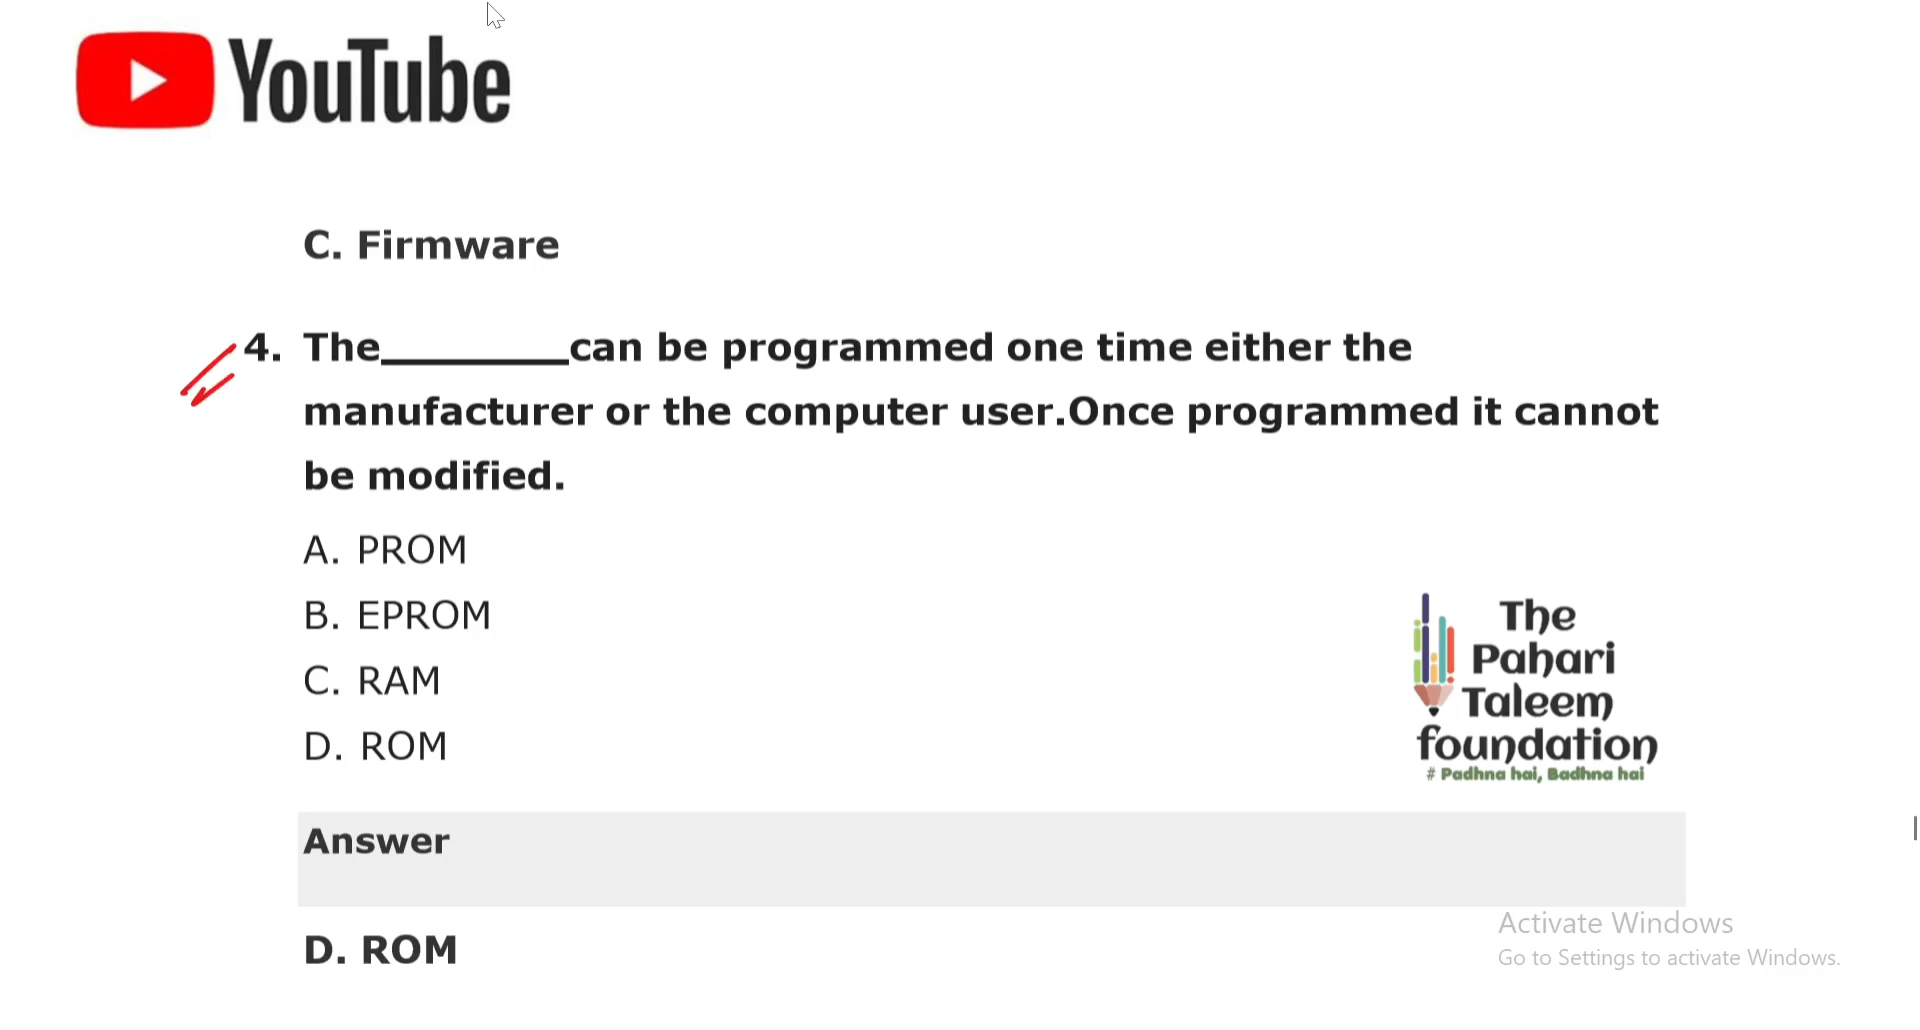 YouTube
C. Firmware
4. The_______can be programmed one time either the
manufacturer or the computer user.Once programmed it cannot
be modified.
A. PROM
B. EPROM
C. RAM
D. ROM
The
Pahari
Taleem
foundation
# Padhna hai, Badhna hai
Answer
D. ROM
Activate Windows
Go to Settings to activate Windows.